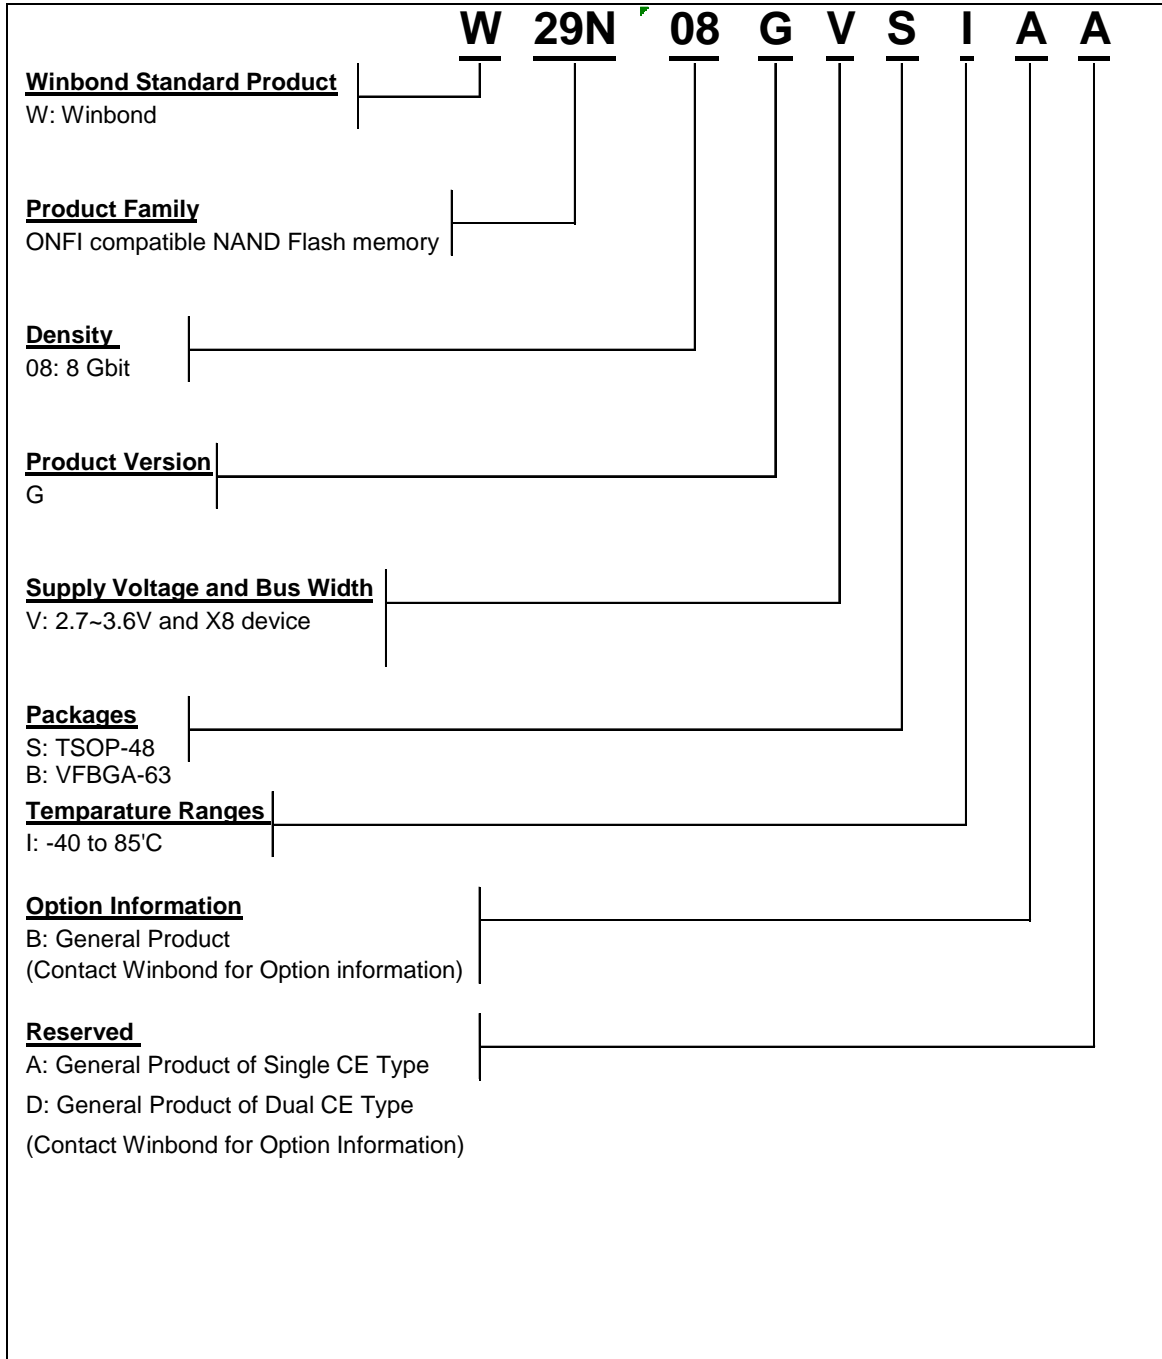 W 29N 08 G V S I A A
Winbond Standard Product
W: Winbond
Product Family
ONFI compatible NAND Flash memory
Density
08: 8 Gbit
Product Version
G
Supply Voltage and Bus Width
V: 2.7~3.6V and X8 device
Packages
S: TSOP-48
B: VFBGA-63
Temparature Ranges
I: -40 to 85'C
Option Information
B: General Product
(Contact Winbond for Option information)
Reserved
A: General Product of Single CE Type
D: General Product of Dual CE Type
(Contact Winbond for Option Information)